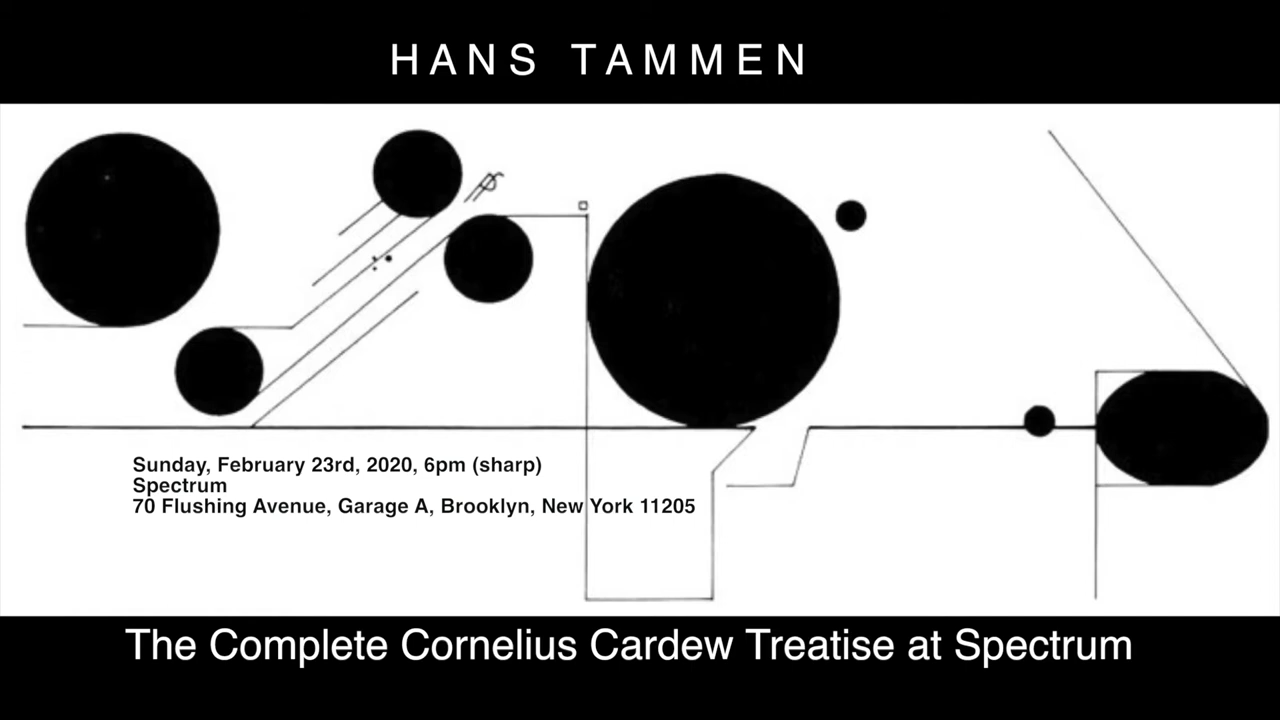 HANS TAMMEN
Sunday, February 23rd, 2020, 6pm (sharp)
Spectrum
70 Flushing Avenue, Garage A, Brooklyn, New York 11205
The Complete Cornelius Cardew Treatise at Spectrum